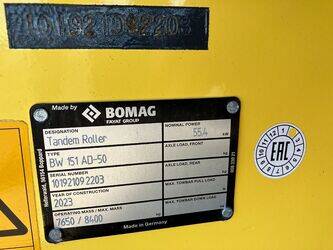 101921092203
Made by
BOMAG
FAYAT GROUP
DESIGNATION
Tandem Roller
NOMINAL POWER
55.4
kW
TYPE
BW 151 AD-50
AXLE LOAD, FRONT
SERIAL NUMBER
101921092203
AXLE LOAD, REAR
YEAR OF CONSTRUCTION
2023
MAX. TOWBAR PULL LOAD
OPERATING MASS / MAX. MASS
7650 / 8400
MAX. TOWBAR DOWN LOAD
Made in Germany
EAC